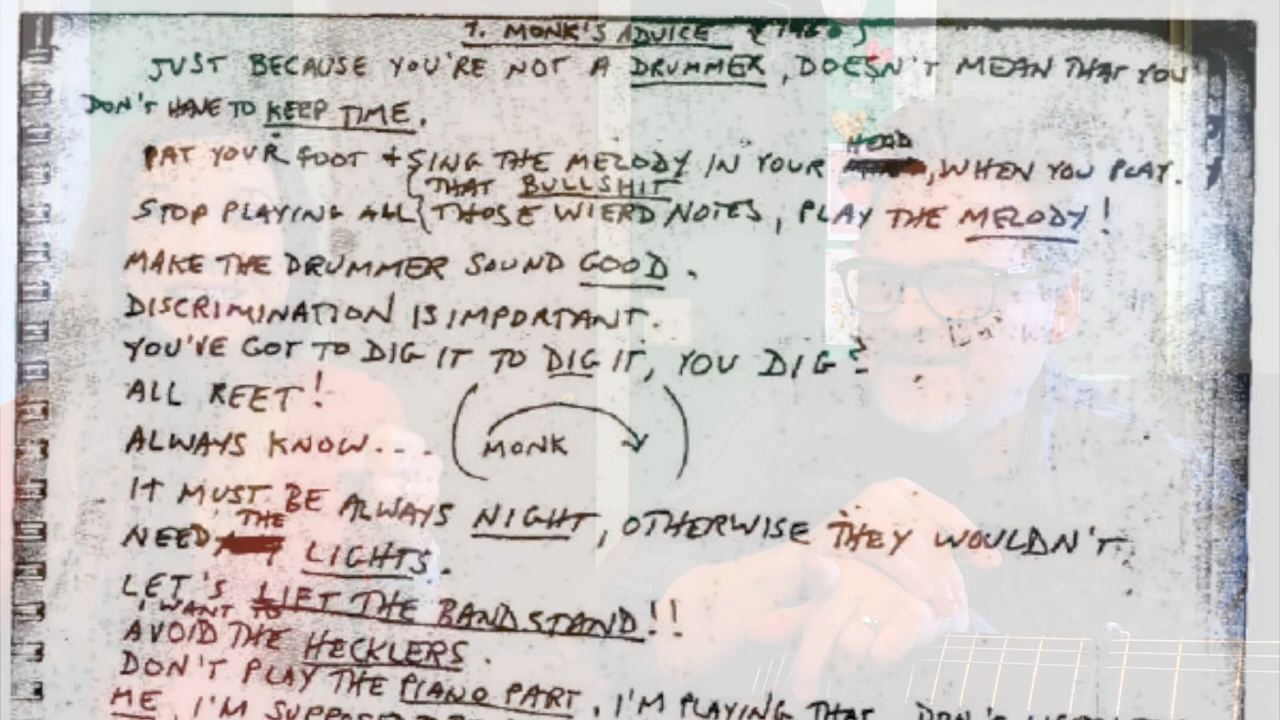 T. MONK'S ADVICE (1960)
JUST BECAUSE YOU'RE NOT A DRUMMER, DOESN'T MEAN THAT YOU
DON'T HAVE TO KEEP TIME.
PAT YOUR FOOT + SING THE MELODY IN YOUR HEAD, WHEN YOU PLAY.
STOP PLAYING ALL { THAT BULLSHIT
{ THOSE WIERD NOTES, PLAY THE MELODY!
MAKE THE DRUMMER SOUND GOOD.
DISCRIMINATION IS IMPORTANT.
YOU'VE GOT TO DIG IT TO DIG IT, YOU DIG?
ALL REET!
ALWAYS KNOW... (MONK)
IT MUST BE ALWAYS NIGHT, OTHERWISE THEY WOULDN'T
NEED THE LIGHTS.
LET'S LIFT THE BANDSTAND!!
I WANT TO
AVOID THE HECKLERS.
DON'T PLAY THE PIANO PART, I'M PLAYING THAT. DON'T
ME, I'M